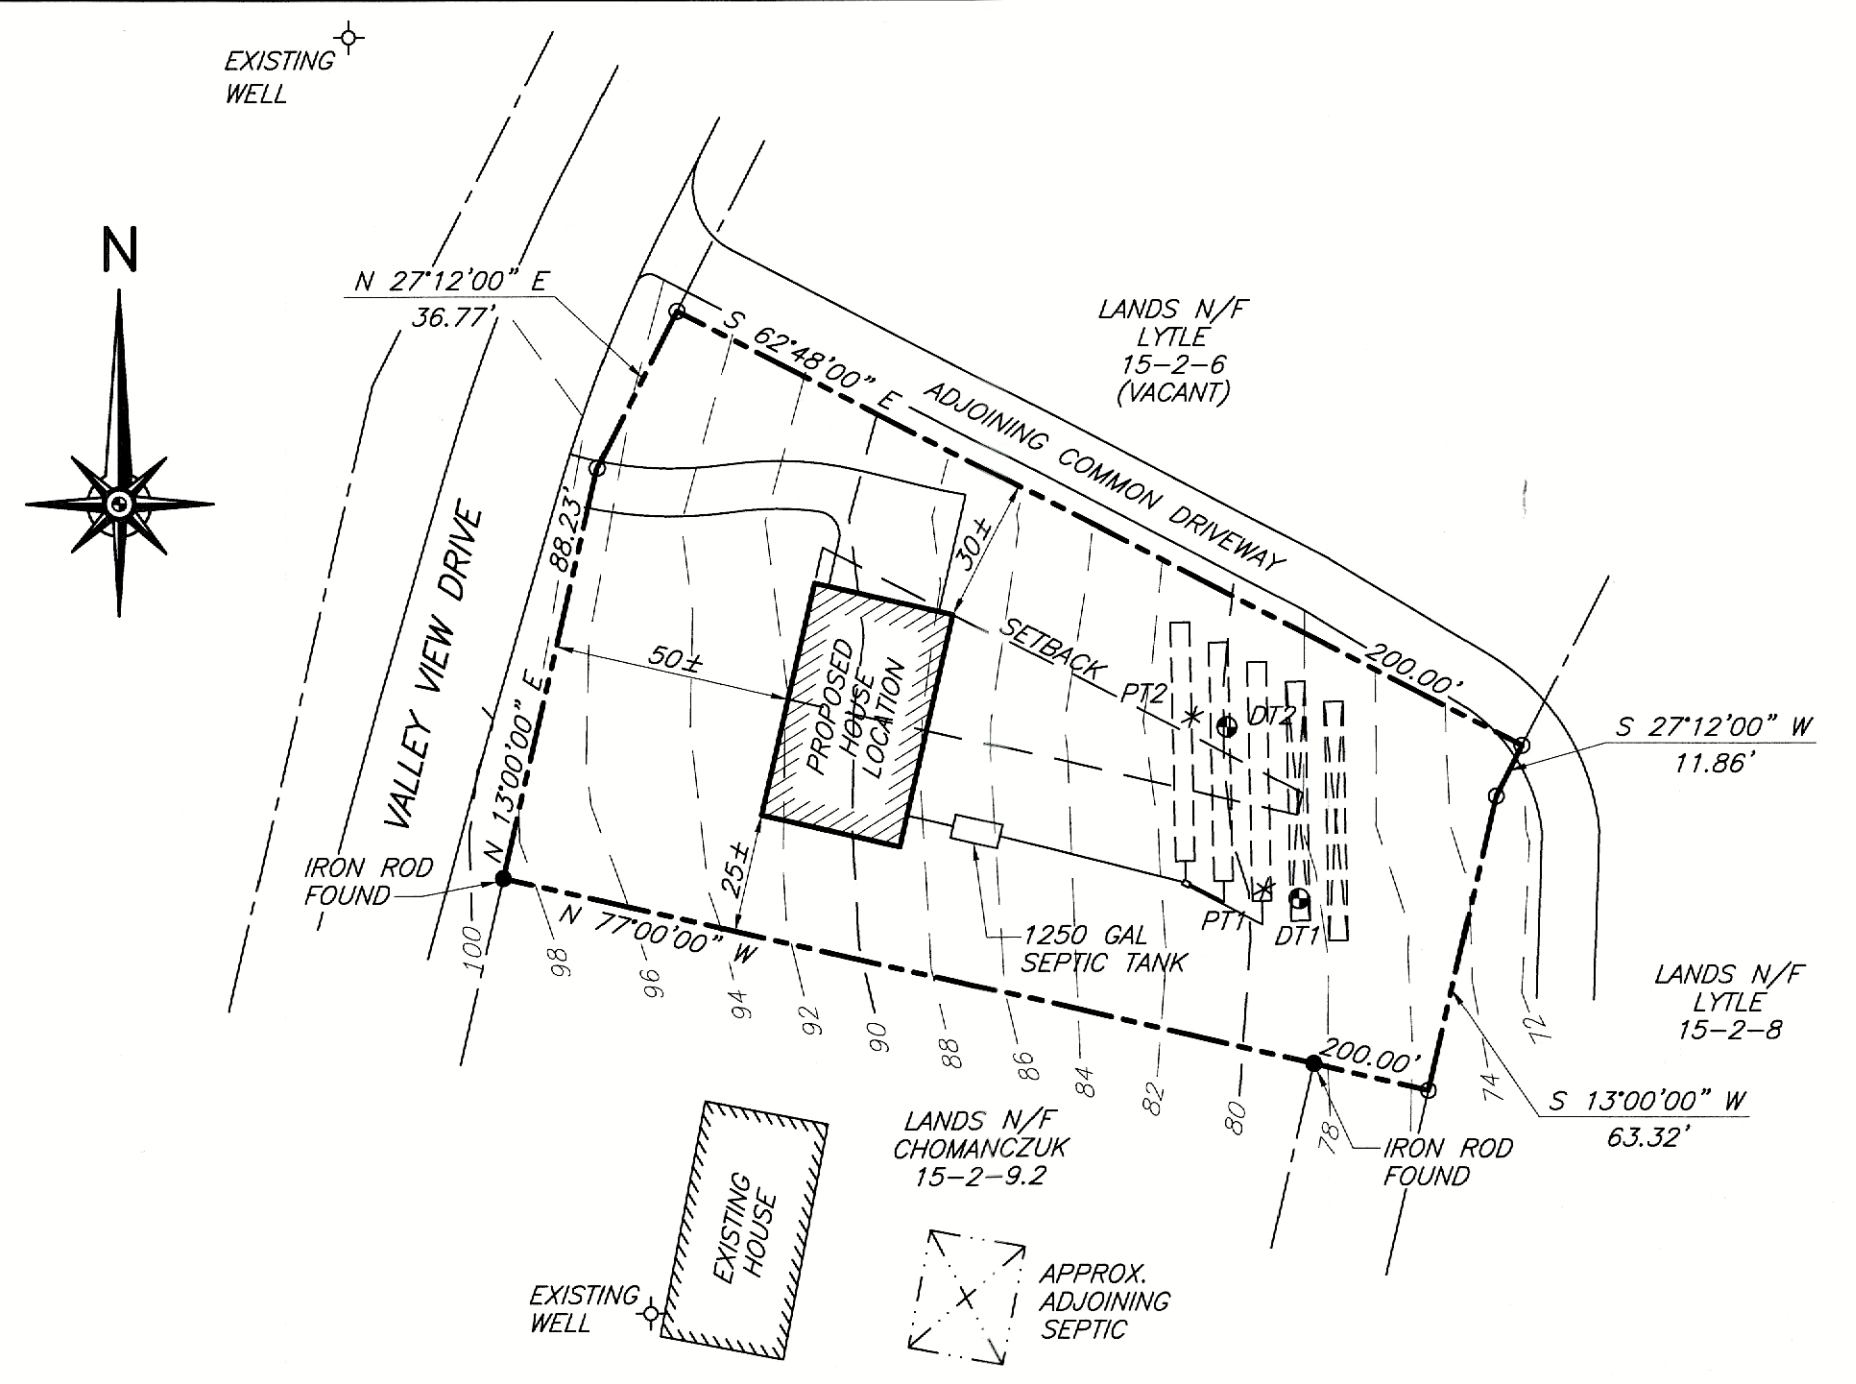 EXISTING
WELL
N
N 27°12'00" E
36.77'
S 62°48'00" E
200.00'
LANDS N/F
LYTLE
15-2-6
(VACANT)
ADJOINING COMMON DRIVEWAY
VALLEY VIEW DRIVE
N 13°00'00" E
88.23'
30±
SETBACK
50±
PROPOSED
HOUSE
LOCATION
PT2
DT2
S 27°12'00" W
11.86'
IRON ROD
FOUND
25±
N 77°00'00" W
200.00'
1250 GAL
SEPTIC TANK
PT1
DT1
LANDS N/F
LYTLE
15-2-8
100
98
96
94
92
90
88
86
84
82
80
78
74
72
S 13°00'00" W
63.32'
LANDS N/F
CHOMANCZUK
15-2-9.2
IRON ROD
FOUND
EXISTING
HOUSE
EXISTING
WELL
APPROX.
ADJOINING
SEPTIC